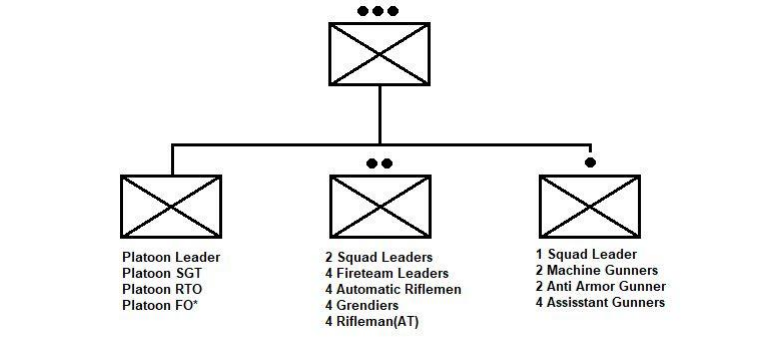 Platoon Leader
Platoon SGT
Platoon RTO
Platoon FO*
2 Squad Leaders
4 Fireteam Leaders
4 Automatic Riflemen
4 Grendiers
4 Rifleman(AT)
1 Squad Leader
2 Machine Gunners
2 Anti Armor Gunner
4 Assisstant Gunners